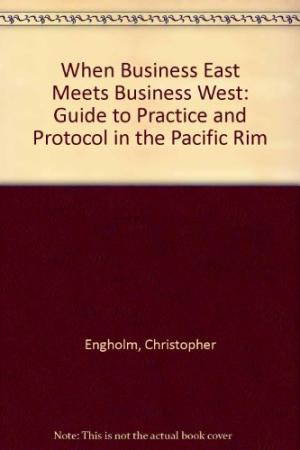 When Business East
Meets Business West:
Guide to Practice and
Protocol in the Pacific Rim
Engholm, Christopher
Note: This is not the actual book cover